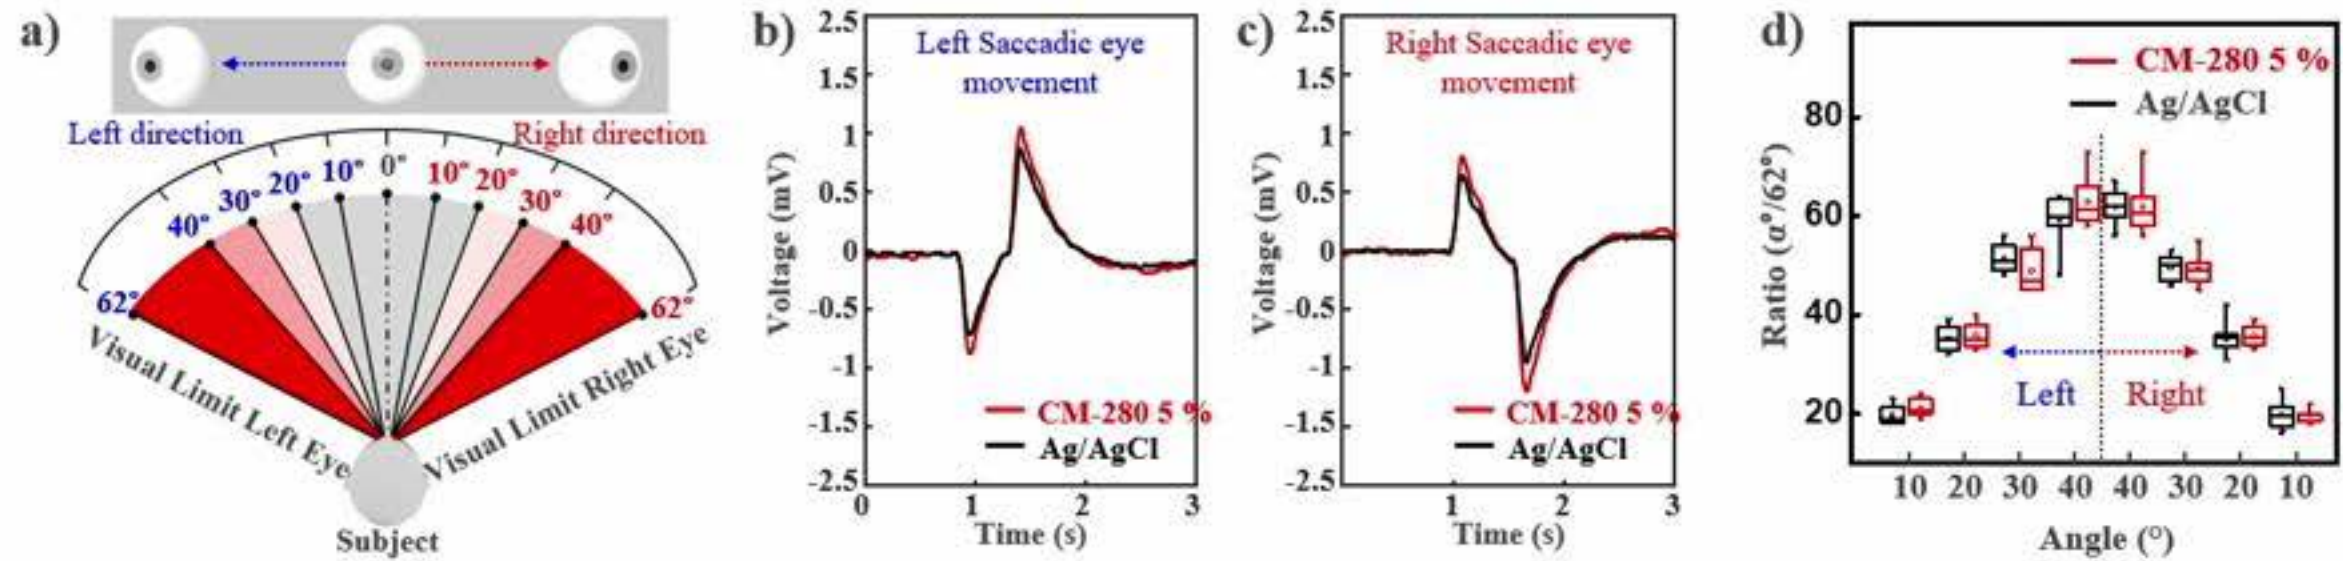 a)
Left direction
Right direction
62°
40°
30°
20°
10°
0°
10°
20°
30°
40°
62°
Visual Limit Left Eye
Visual Limit Right Eye
Subject
b)
Left Saccadic eye
movement
Voltage (mV)
2.5
1.5
1
0.5
0
-0.5
-1
-1.5
-2.5
CM-280 5 %
Ag/AgCl
0 1 2 3
Time (s)
c)
Right Saccadic eye
movement
Voltage (mV)
2.5
1.5
1
0.5
0
-0.5
-1
-1.5
-2.5
CM-280 5 %
Ag/AgCl
1 2 3
Time (s)
d)
CM-280 5 %
Ag/AgCl
Ratio (α°/62°)
80
60
40
20
Left Right
10 20 30 40 40 30 20 10
Angle (°)